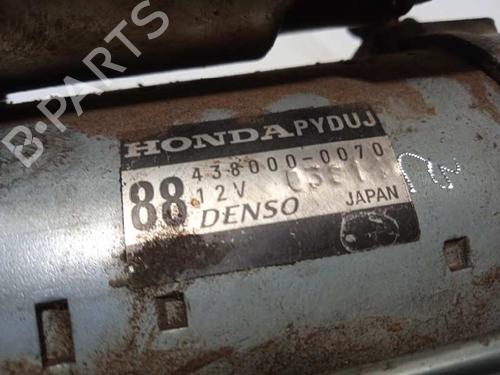 B-PARTS
HONDA PYDUJ
88 438000-0070
12V
DENSO JAPAN